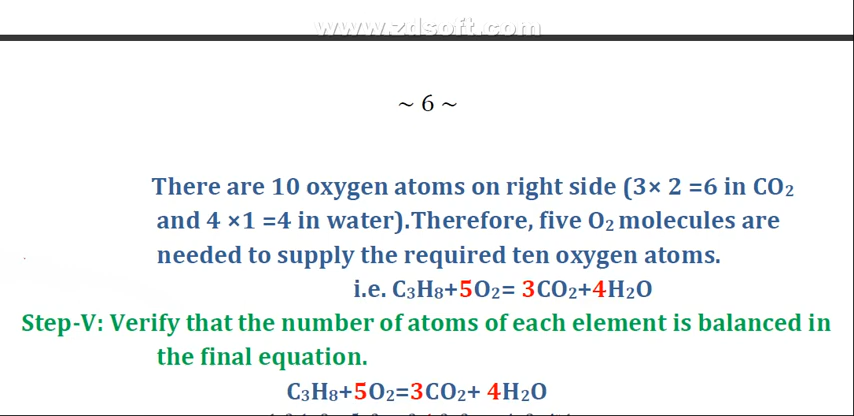 www.zdsoft.com
~ 6 ~
There are 10 oxygen atoms on right side (3× 2 =6 in CO₂
and 4 ×1 =4 in water).Therefore, five O₂ molecules are
needed to supply the required ten oxygen atoms.
i.e. C₃H₈+5O₂= 3CO₂+4H₂O
Step-V: Verify that the number of atoms of each element is balanced in
the final equation.
C₃H₈+5O₂=3CO₂+ 4H₂O